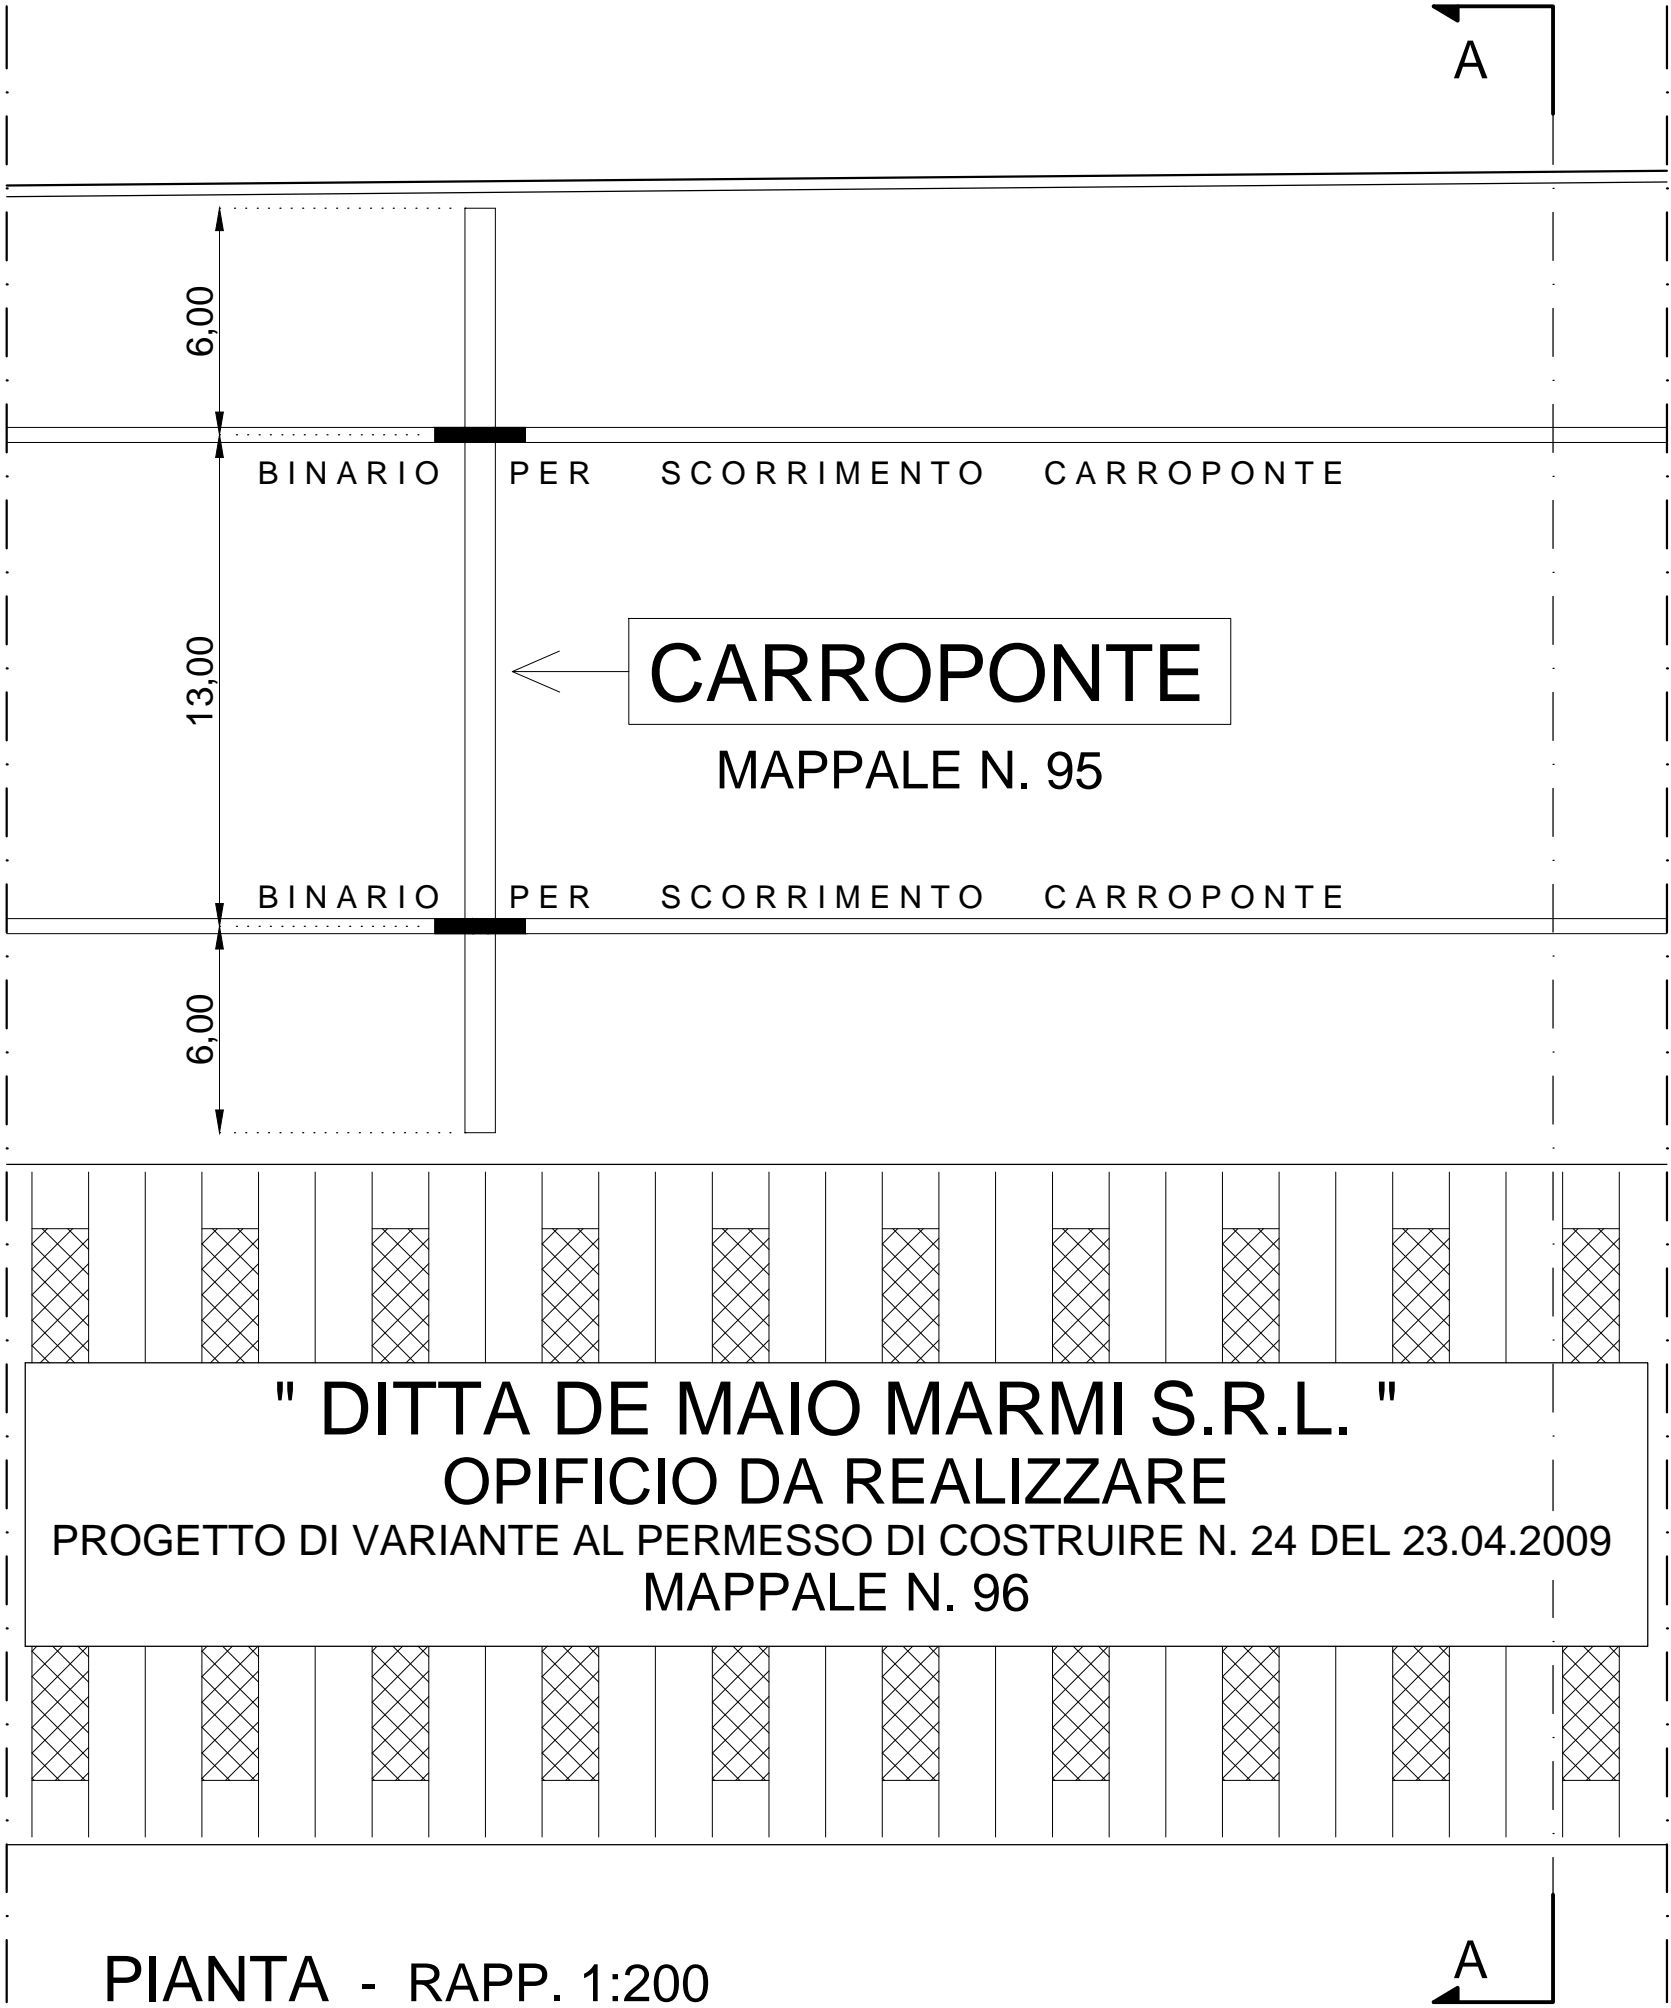 A
6,00
BINARIO PER SCORRIMENTO CARROPONTE
13,00
CARROPONTE
MAPPALE N. 95
BINARIO PER SCORRIMENTO CARROPONTE
6,00
" DITTA DE MAIO MARMI S.R.L. "
OPIFICIO DA REALIZZARE
PROGETTO DI VARIANTE AL PERMESSO DI COSTRUIRE N. 24 DEL 23.04.2009
MAPPALE N. 96
A
PIANTA - RAPP. 1:200